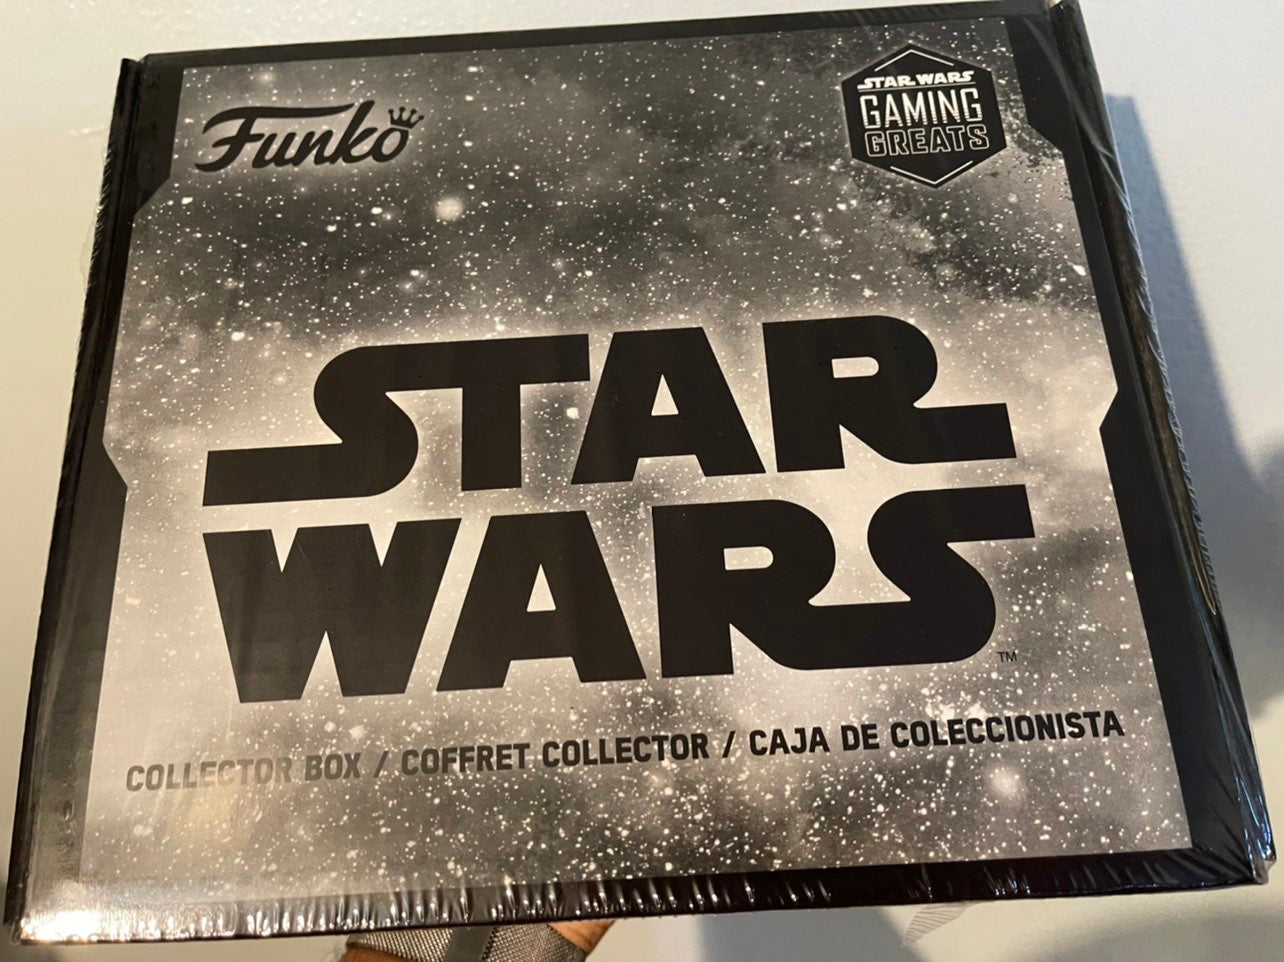 Funko
STAR WARS
GAMING
GREATS
STAR
WARS
TM
COLLECTOR BOX / COFFRET COLLECTOR / CAJA DE COLECCIONISTA